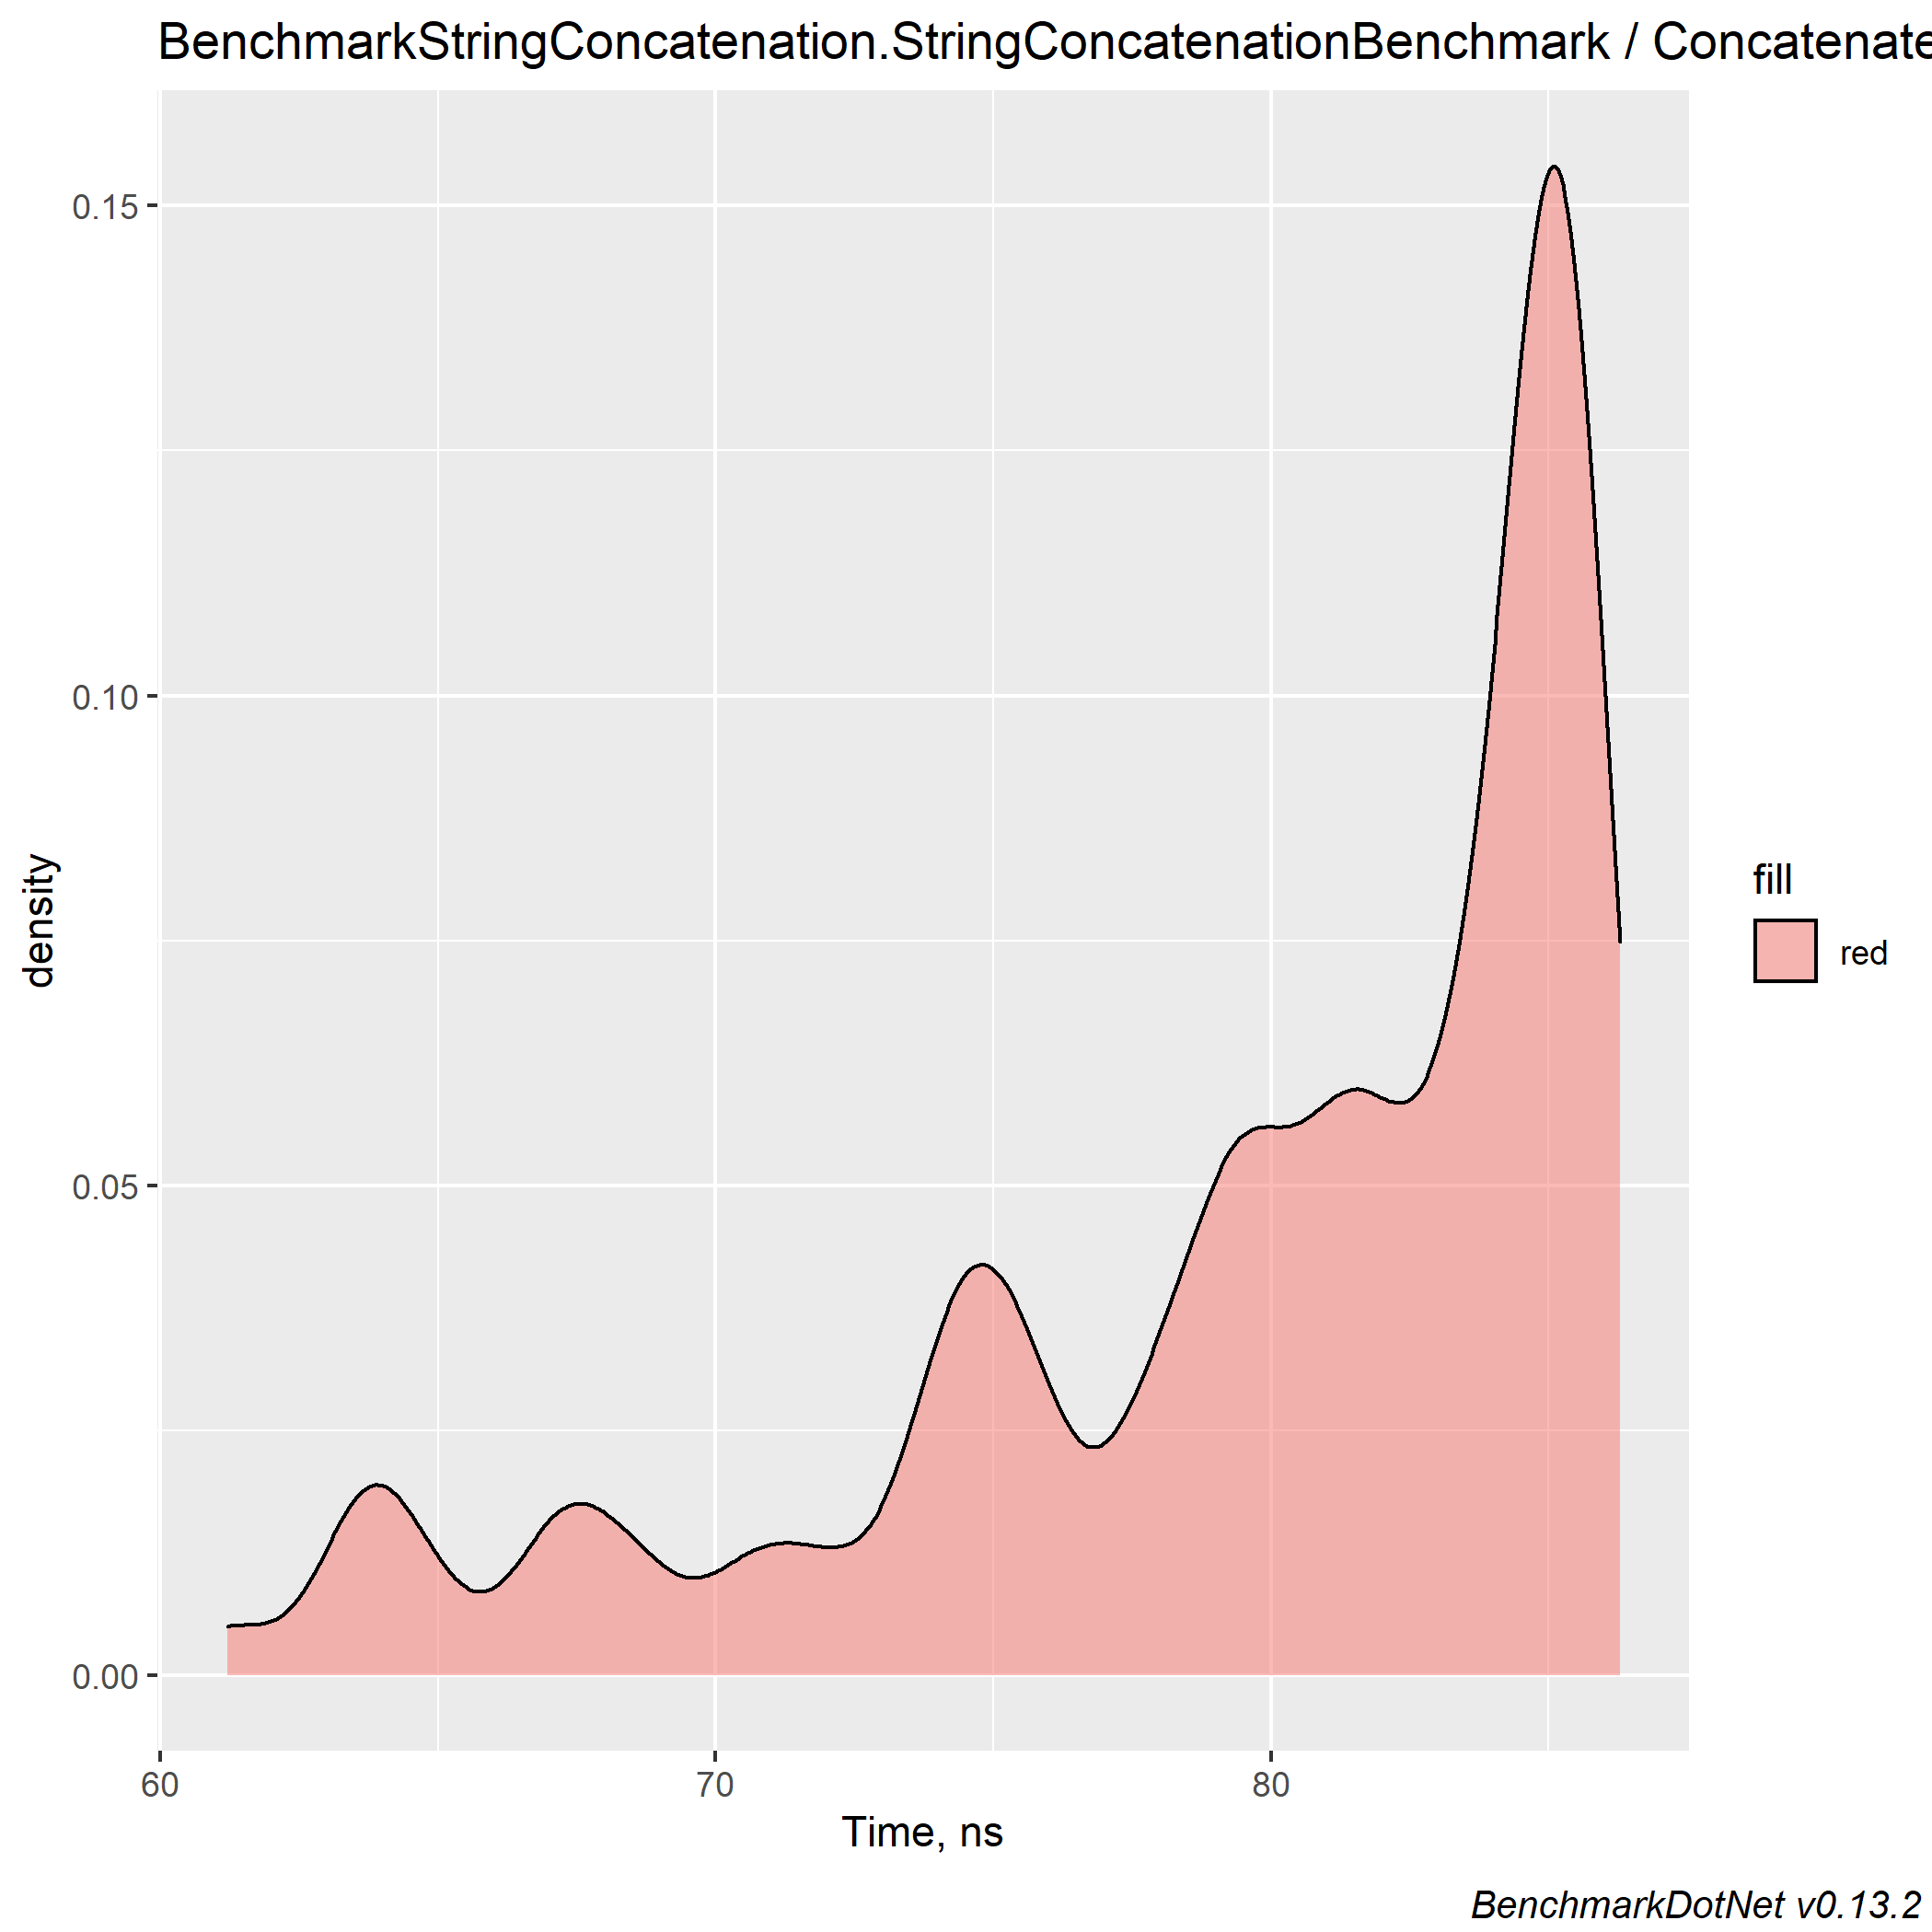 BenchmarkStringConcatenation.StringConcatenationBenchmark / Concatenate
0.15
0.10
0.05
0.00
density
60 70 80
Time, ns
fill
red
BenchmarkDotNet v0.13.2